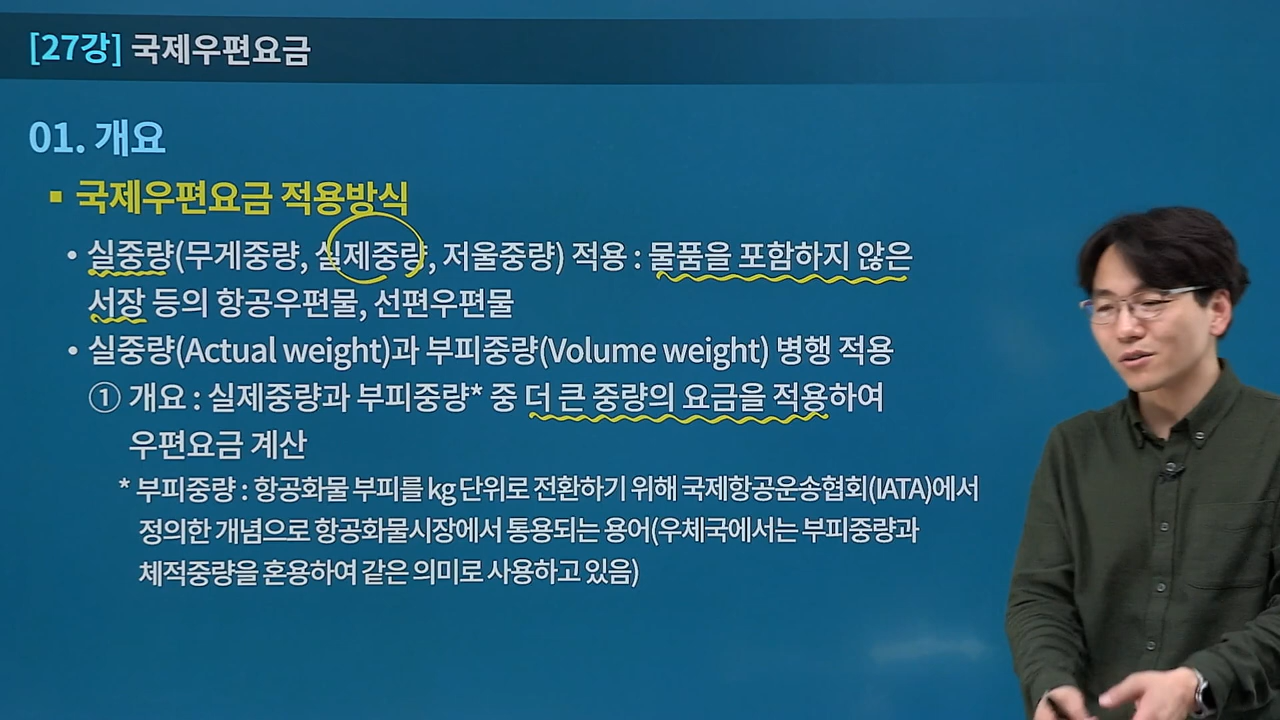 [27강] 국제우편요금
01. 개요
▪ 국제우편요금 적용방식
• 실중량(무게중량, 실제중량, 저울중량) 적용 : 물품을 포함하지 않은
서장 등의 항공우편물, 선편우편물
• 실중량(Actual weight)과 부피중량(Volume weight) 병행 적용
① 개요 : 실제중량과 부피중량* 중 더 큰 중량의 요금을 적용하여
우편요금 계산
* 부피중량 : 항공화물 부피를 kg 단위로 전환하기 위해 국제항공운송협회(IATA)에서
정의한 개념으로 항공화물시장에서 통용되는 용어(우체국에서는 부피중량과
체적중량을 혼용하여 같은 의미로 사용하고 있음)